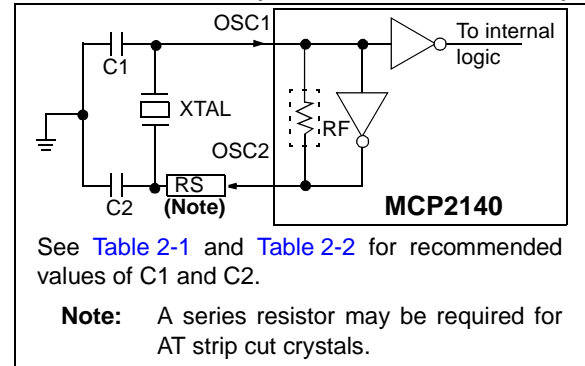 OSC1
To internal
logic
C1
XTAL
RF
OSC2
RS
C2
(Note)
MCP2140
See Table 2-1 and Table 2-2 for recommended
values of C1 and C2.
Note: A series resistor may be required for
AT strip cut crystals.